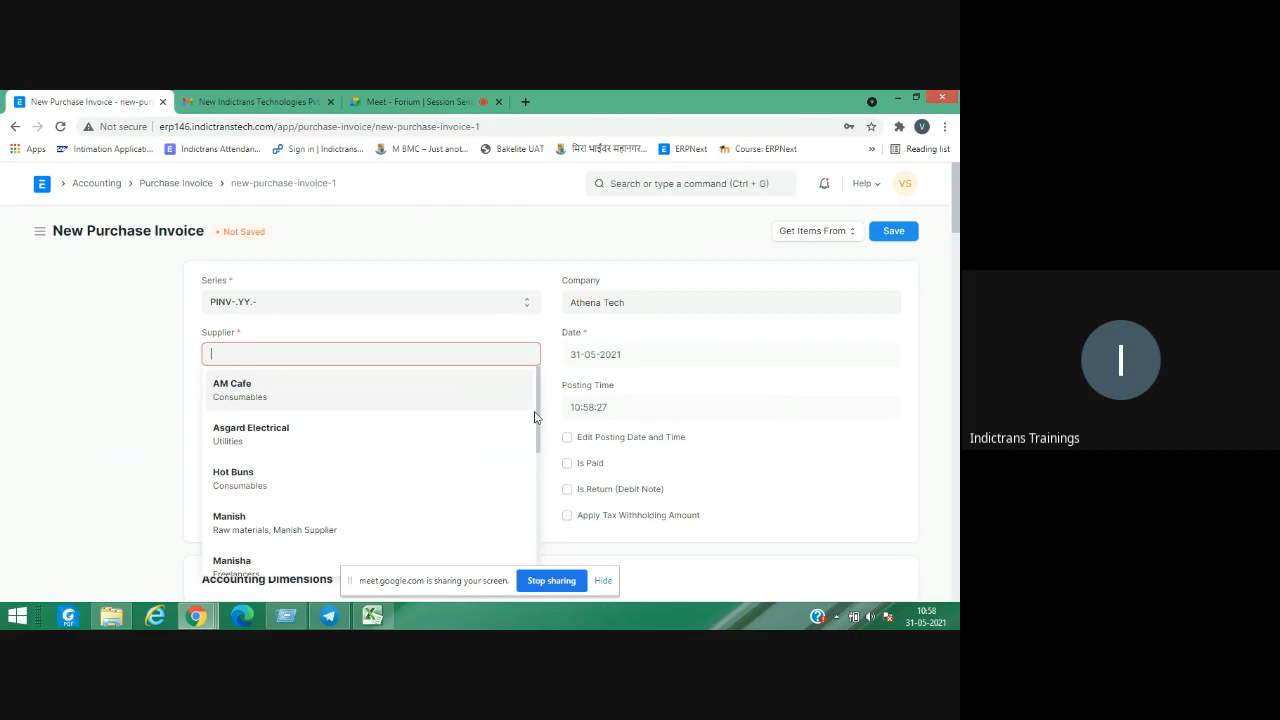 New Purchase Invoice - new-pur
New Indictrans Technologies Pvt
Meet - Forium | Session Sens
Not secure
erp146.indictranstech.com/app/purchase-invoice/new-purchase-invoice-1
Apps
Intimation Applicati...
Indictrans Attendan...
Sign in | Indictrans...
M BMC – Just anot...
Bakelite UAT
मिरा भाईंदर महानगर...
ERPNext
Course: ERPNext
»
Reading list
E
Accounting
Purchase Invoice
new-purchase-invoice-1
Search or type a command (Ctrl + G)
Help
VS
New Purchase Invoice
• Not Saved
Get Items From
Save
Series *
PINV-.YY.-
Company
Athena Tech
Supplier *
Date *
31-05-2021
AM Cafe
Consumables
Posting Time
10:58:27
Asgard Electrical
Utilities
Edit Posting Date and Time
Is Paid
Hot Buns
Consumables
Is Return (Debit Note)
Manish
Raw materials, Manish Supplier
Apply Tax Withholding Amount
Manisha
Freelancers
Accounting Dimensions
meet.google.com is sharing your screen.
Stop sharing
Hide
10:58
31-05-2021
I
Indictrans Trainings